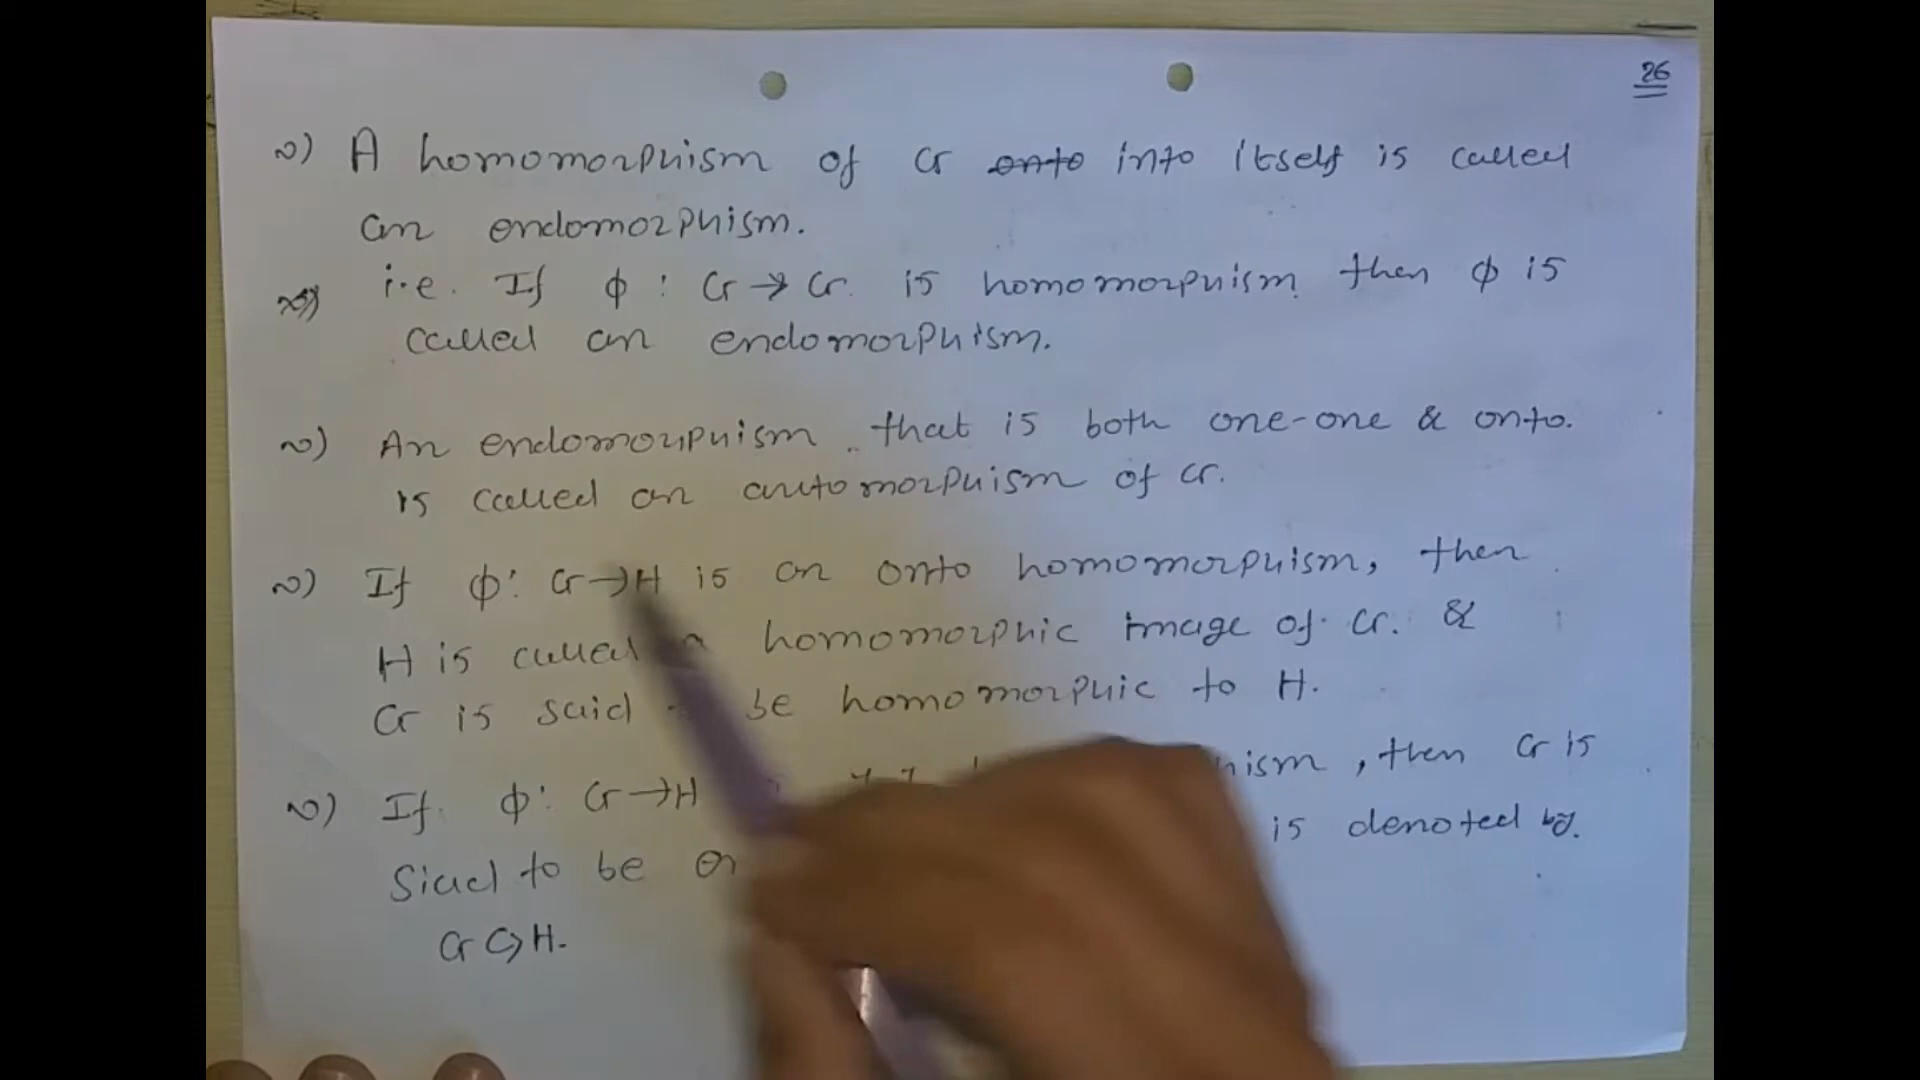 26
A homomorphism of G onto into itself is called
an endomorphism.
i.e. If φ : G → G. is homomorphism then φ is
called an endomorphism.
An endomorphism that is both one-one & onto.
is called an automorphism of G.
If φ: G→H is an onto homomorphism, then
H is called a homomorphic image of G. &
G is said be homomorphic to H.
If φ: G→H , then G is
Siad to be is denoted by.
G ↪ H.